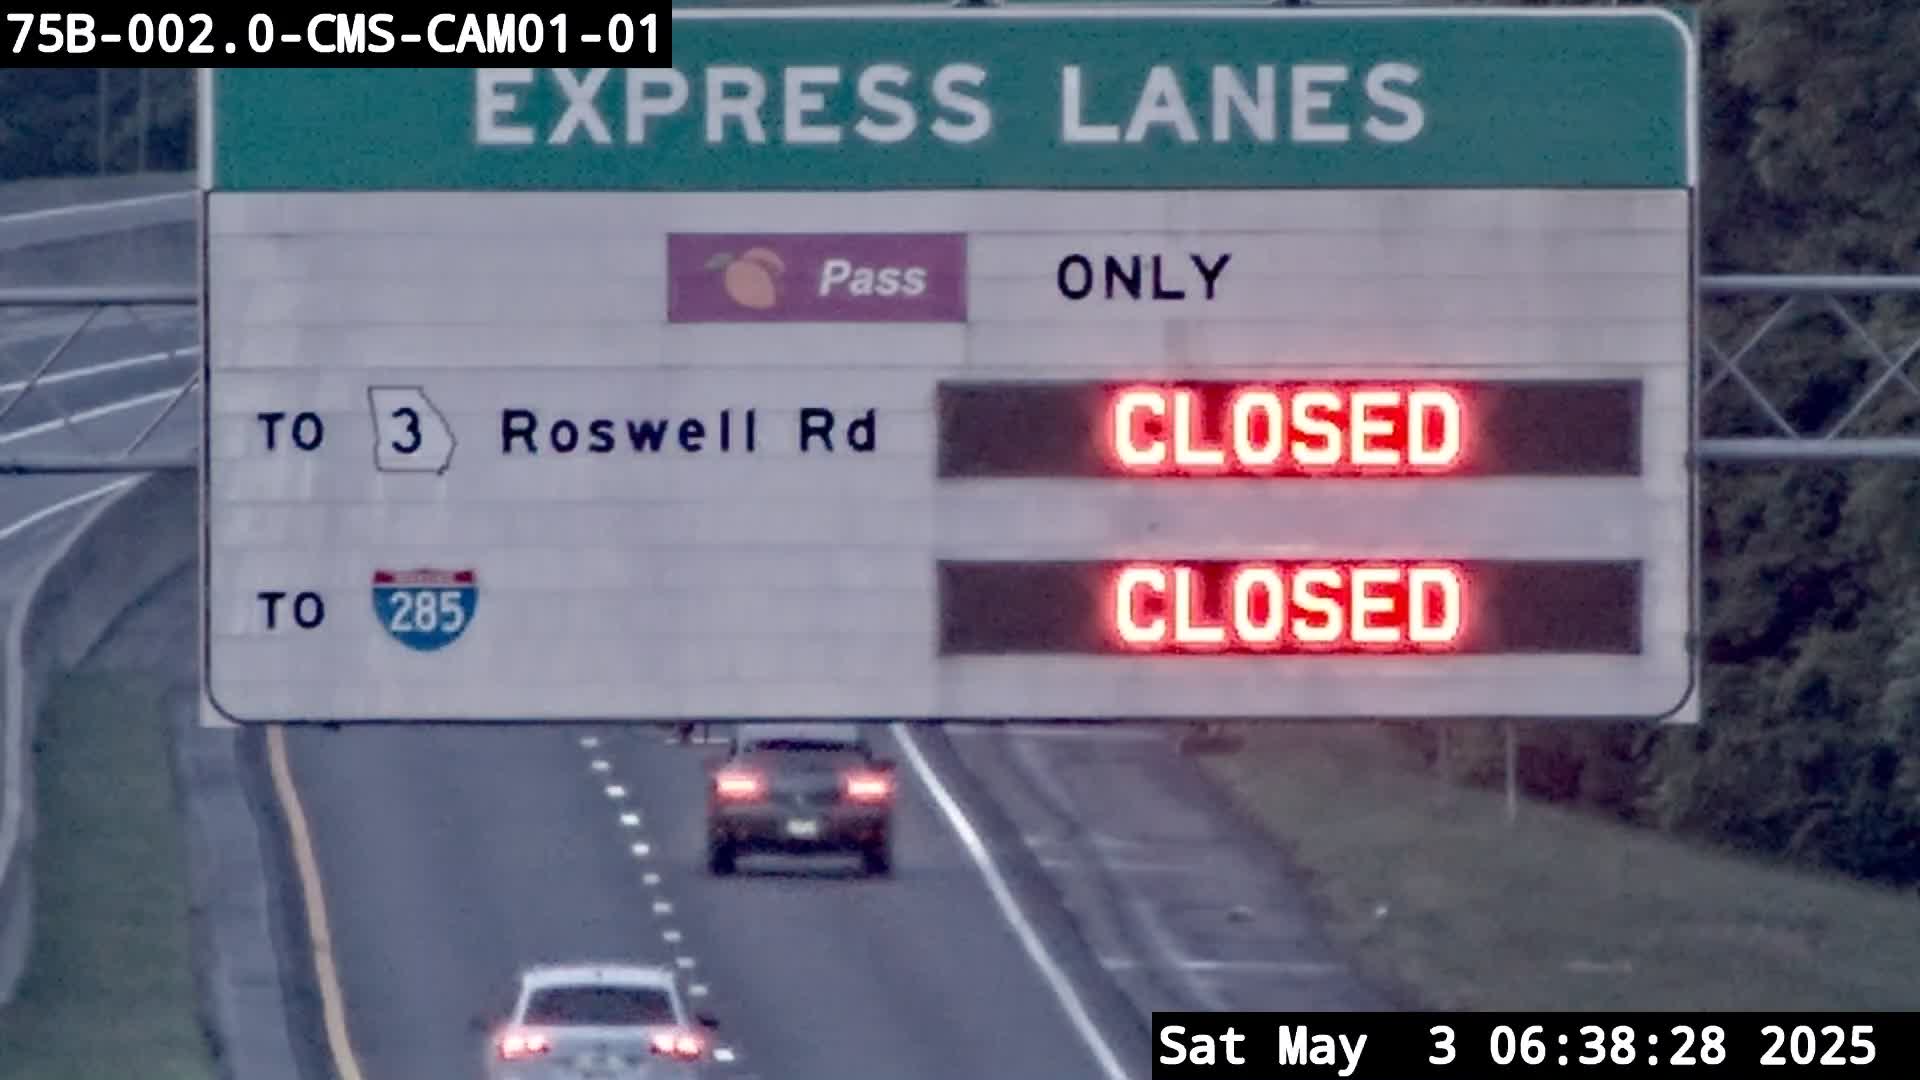 75B-002.0-CMS-CAM01-01
EXPRESS LANES
Pass ONLY
TO 3 Roswell Rd CLOSED
TO 285 CLOSED
Sat May 3 06:38:28 2025